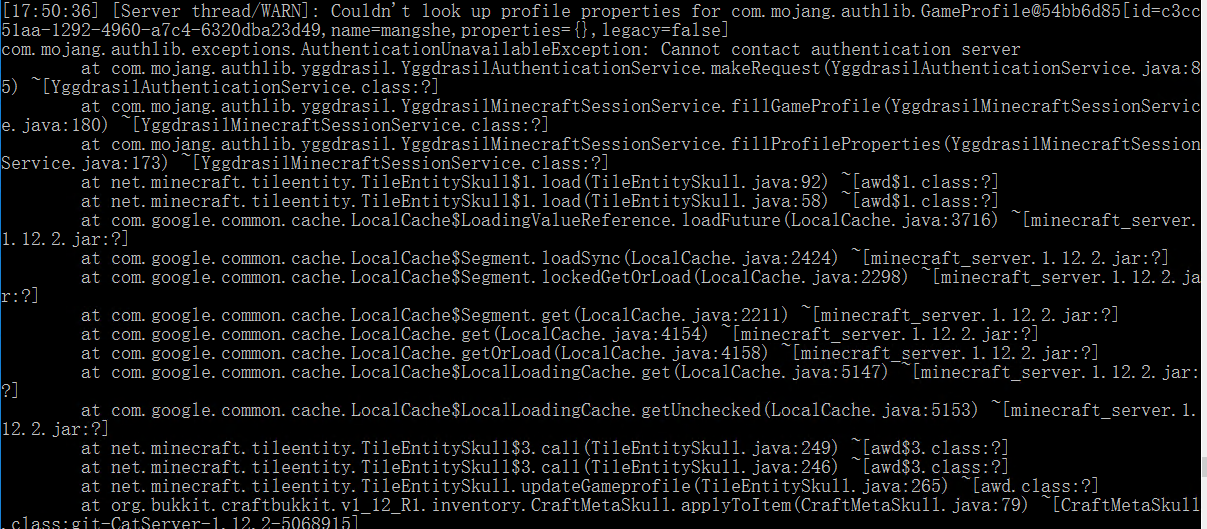 [17:50:36] [Server thread/WARN]: Couldn't look up profile properties for com.mojang.authlib.GameProfile@54bb6d85[id=c3cc
51aa-1292-4960-a7c4-6320dba23d49,name=mangshe,properties={},legacy=false]
com.mojang.authlib.exceptions.AuthenticationUnavailableException: Cannot contact authentication server
at com.mojang.authlib.yggdrasil.YggdrasilAuthenticationService.makeRequest(YggdrasilAuthenticationService.java:8
5) ~[YggdrasilAuthenticationService.class:?]
at com.mojang.authlib.yggdrasil.YggdrasilMinecraftSessionService.fillGameProfile(YggdrasilMinecraftSessionServic
e.java:180) ~[YggdrasilMinecraftSessionService.class:?]
at com.mojang.authlib.yggdrasil.YggdrasilMinecraftSessionService.fillProfileProperties(YggdrasilMinecraftSession
Service.java:173) ~[YggdrasilMinecraftSessionService.class:?]
at net.minecraft.tileentity.TileEntitySkull$1.load(TileEntitySkull.java:92) ~[awd$1.class:?]
at net.minecraft.tileentity.TileEntitySkull$1.load(TileEntitySkull.java:58) ~[awd$1.class:?]
at com.google.common.cache.LocalCache$LoadingValueReference.loadFuture(LocalCache.java:3716) ~[minecraft_server.
1.12.2.jar:?]
at com.google.common.cache.LocalCache$Segment.loadSync(LocalCache.java:2424) ~[minecraft_server.1.12.2.jar:?]
at com.google.common.cache.LocalCache$Segment.lockedGetOrLoad(LocalCache.java:2298) ~[minecraft_server.1.12.2.ja
r:?]
at com.google.common.cache.LocalCache$Segment.get(LocalCache.java:2211) ~[minecraft_server.1.12.2.jar:?]
at com.google.common.cache.LocalCache.get(LocalCache.java:4154) ~[minecraft_server.1.12.2.jar:?]
at com.google.common.cache.LocalCache.getOrLoad(LocalCache.java:4158) ~[minecraft_server.1.12.2.jar:?]
at com.google.common.cache.LocalCache$LocalLoadingCache.get(LocalCache.java:5147) ~[minecraft_server.1.12.2.jar:
?]
at com.google.common.cache.LocalCache$LocalLoadingCache.getUnchecked(LocalCache.java:5153) ~[minecraft_server.1.
12.2.jar:?]
at net.minecraft.tileentity.TileEntitySkull$3.call(TileEntitySkull.java:249) ~[awd$3.class:?]
at net.minecraft.tileentity.TileEntitySkull$3.call(TileEntitySkull.java:246) ~[awd$3.class:?]
at net.minecraft.tileentity.TileEntitySkull.updateGameprofile(TileEntitySkull.java:265) ~[awd.class:?]
at org.bukkit.craftbukkit.v1_12_R1.inventory.CraftMetaSkull.applyToItem(CraftMetaSkull.java:79) ~[CraftMetaSkull
.class:git-CatServer-1.12.2-5068915]